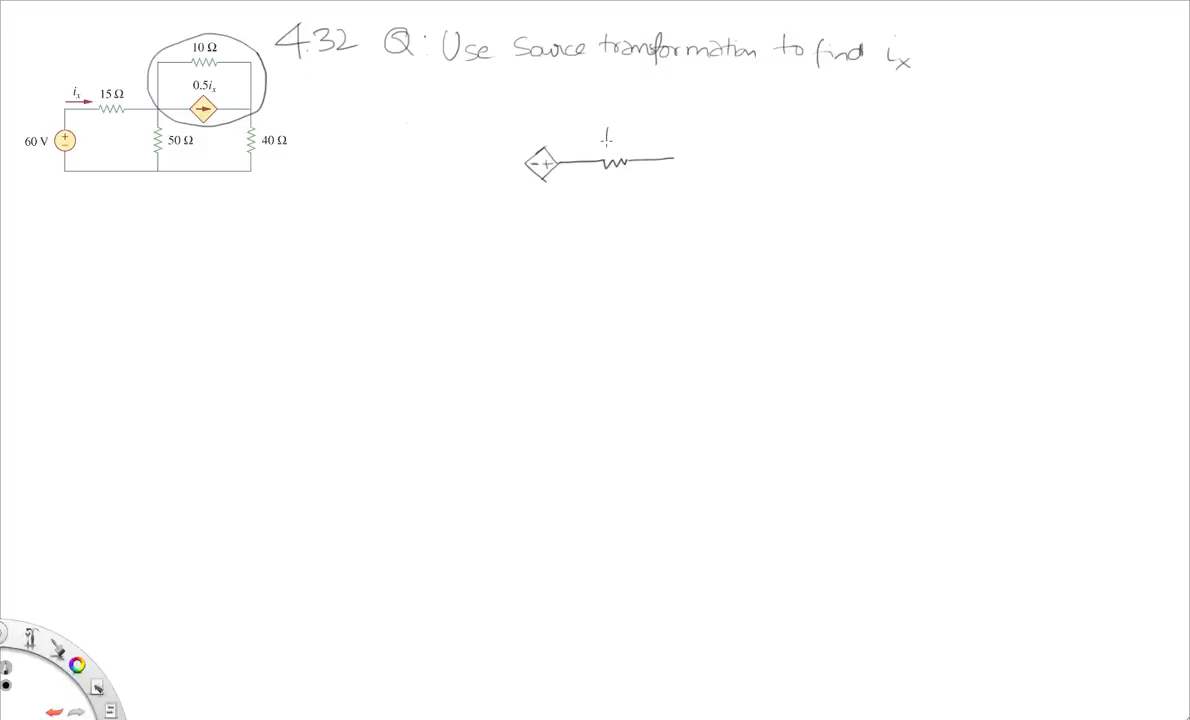 4.32 Q: Use Source transformation to find ix
10 Ω
0.5ix
ix 15 Ω
60 V + − 50 Ω 40 Ω
- +